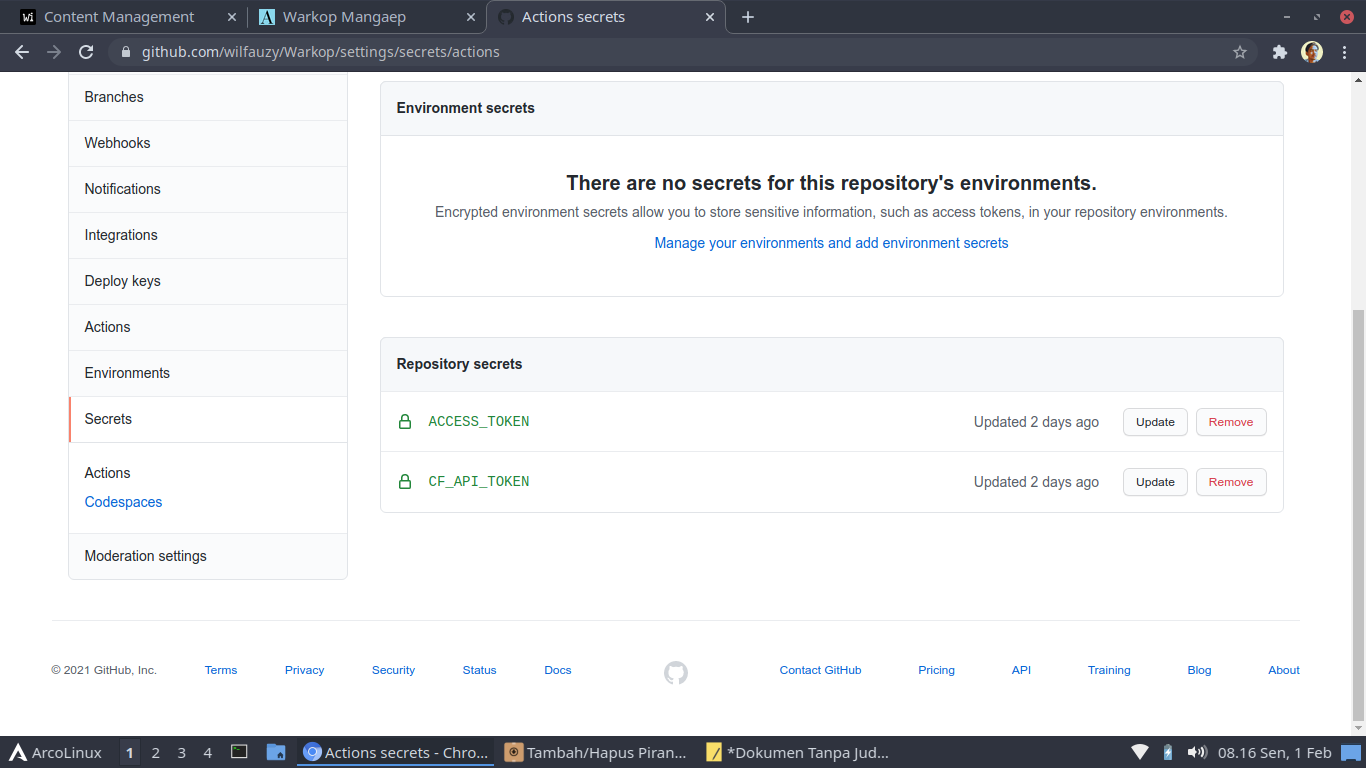 Wi Content Management
A Warkop Mangaep
Actions secrets
github.com/wilfauzy/Warkop/settings/secrets/actions
Branches
Webhooks
Notifications
Integrations
Deploy keys
Actions
Environments
Secrets
Actions
Codespaces
Moderation settings
Environment secrets
There are no secrets for this repository's environments.
Encrypted environment secrets allow you to store sensitive information, such as access tokens, in your repository environments.
Manage your environments and add environment secrets
Repository secrets
ACCESS_TOKEN Updated 2 days ago Update Remove
CF_API_TOKEN Updated 2 days ago Update Remove
© 2021 GitHub, Inc. Terms Privacy Security Status Docs Contact GitHub Pricing API Training Blog About
ArcoLinux 1 2 3 4 Actions secrets - Chro... Tambah/Hapus Piran... *Dokumen Tanpa Jud... 08.16 Sen, 1 Feb